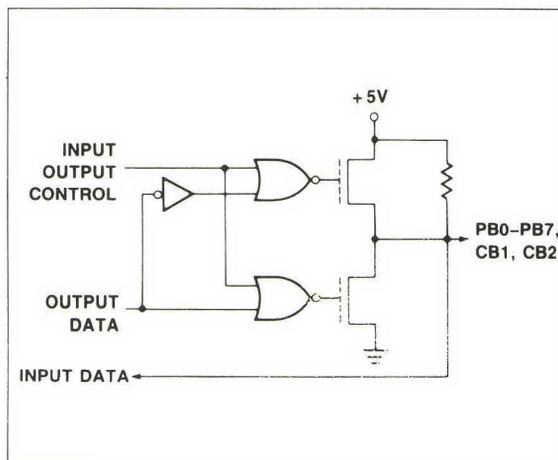 +5V
INPUT
OUTPUT
CONTROL
PB0–PB7,
CB1, CB2
OUTPUT
DATA
INPUT DATA